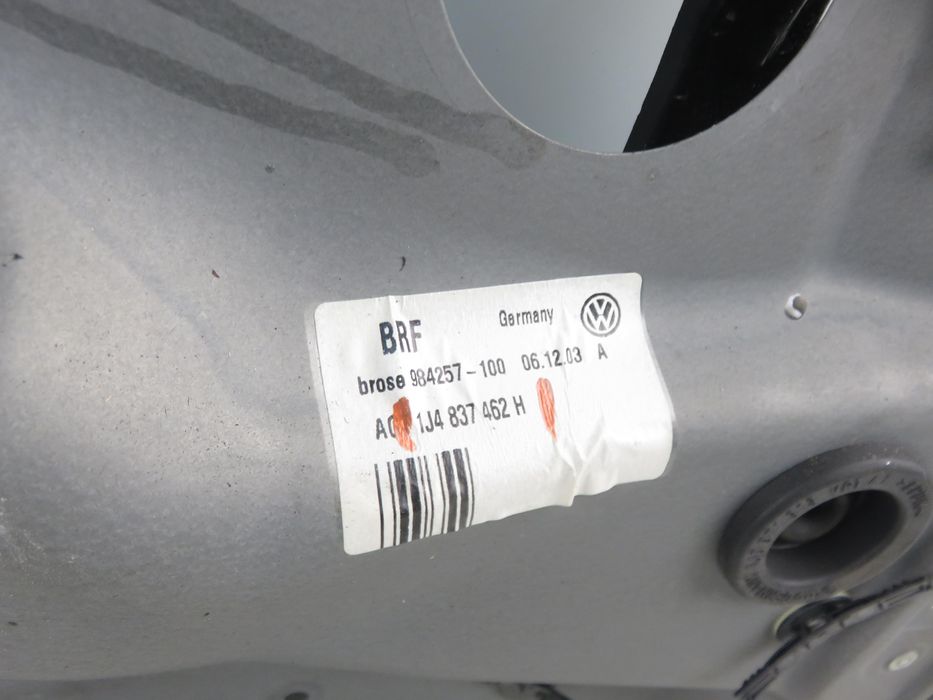 BRF Germany
brose 984257-100 06.12.03 A
1J4 837 462 H